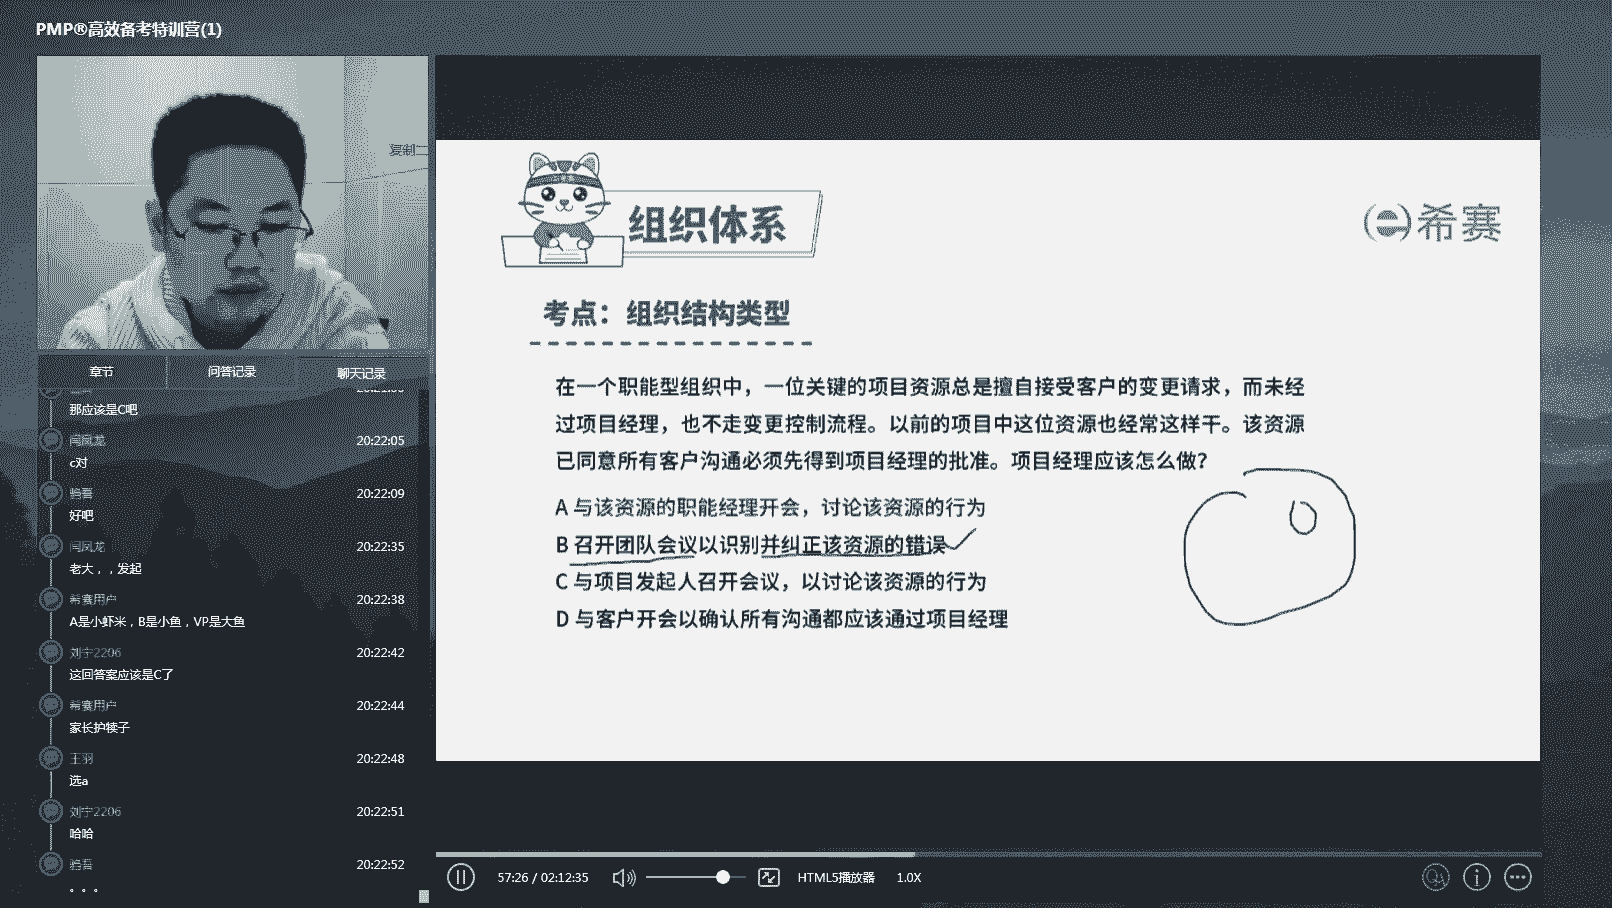 PMP®高效备考特训营(1)
复制二
章节
问答记录
聊天记录
那应该是C吧
闫凤龙
20:22:05
c对
20:22:09
好吧
闫凤龙
20:22:35
老大，，发起
希赛用户
20:22:38
A是小虾米，B是小鱼，VP是大鱼
刘宇2206
20:22:42
这回答案应该是C了
希赛用户
20:22:44
家长护犊子
王羽
20:22:48
选a
刘宇2206
20:22:51
哈哈
20:22:52
。。。
组织体系
希赛
考点：组织结构类型
在一个职能型组织中，一位关键的项目资源总是擅自接受客户的变更请求，而未经
过项目经理，也不走变更控制流程。以前的项目中这位资源也经常这样干。该资源
已同意所有客户沟通必须先得到项目经理的批准。项目经理应该怎么做？
A 与该资源的职能经理开会，讨论该资源的行为
B 召开团队会议以识别并纠正该资源的错误
C 与项目发起人召开会议，以讨论该资源的行为
D 与客户开会以确认所有沟通都应该通过项目经理
57:26 / 02:12:35
HTML5播放器
1.0X
QA